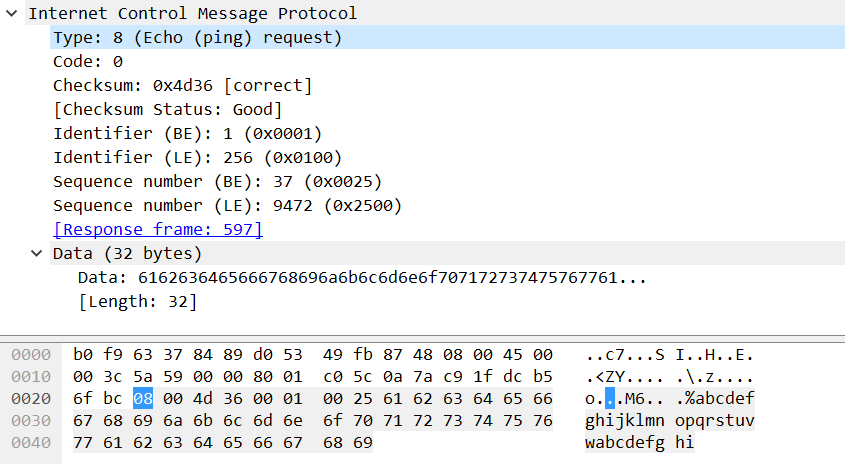 Internet Control Message Protocol
Type: 8 (Echo (ping) request)
Code: 0
Checksum: 0x4d36 [correct]
[Checksum Status: Good]
Identifier (BE): 1 (0x0001)
Identifier (LE): 256 (0x0100)
Sequence number (BE): 37 (0x0025)
Sequence number (LE): 9472 (0x2500)
[Response frame: 597]
Data (32 bytes)
Data: 6162636465666768696a6b6c6d6e6f7071727374757677​61...
[Length: 32]
0000 b0 f9 63 37 84 89 d0 53 49 fb 87 48 08 00 45 00 ..c7...S I..H..E.
0010 00 3c 5a 59 00 00 80 01 c0 5c 0a 7a c9 1f dc b5 .<ZY.... .\.z....
0020 6f bc 08 00 4d 36 00 01 00 25 61 62 63 64 65 66 o...M6.. .%abcdef
0030 67 68 69 6a 6b 6c 6d 6e 6f 70 71 72 73 74 75 76 ghijklmn opqrstuv
0040 77 61 62 63 64 65 66 67 68 69 wabcdefg hi